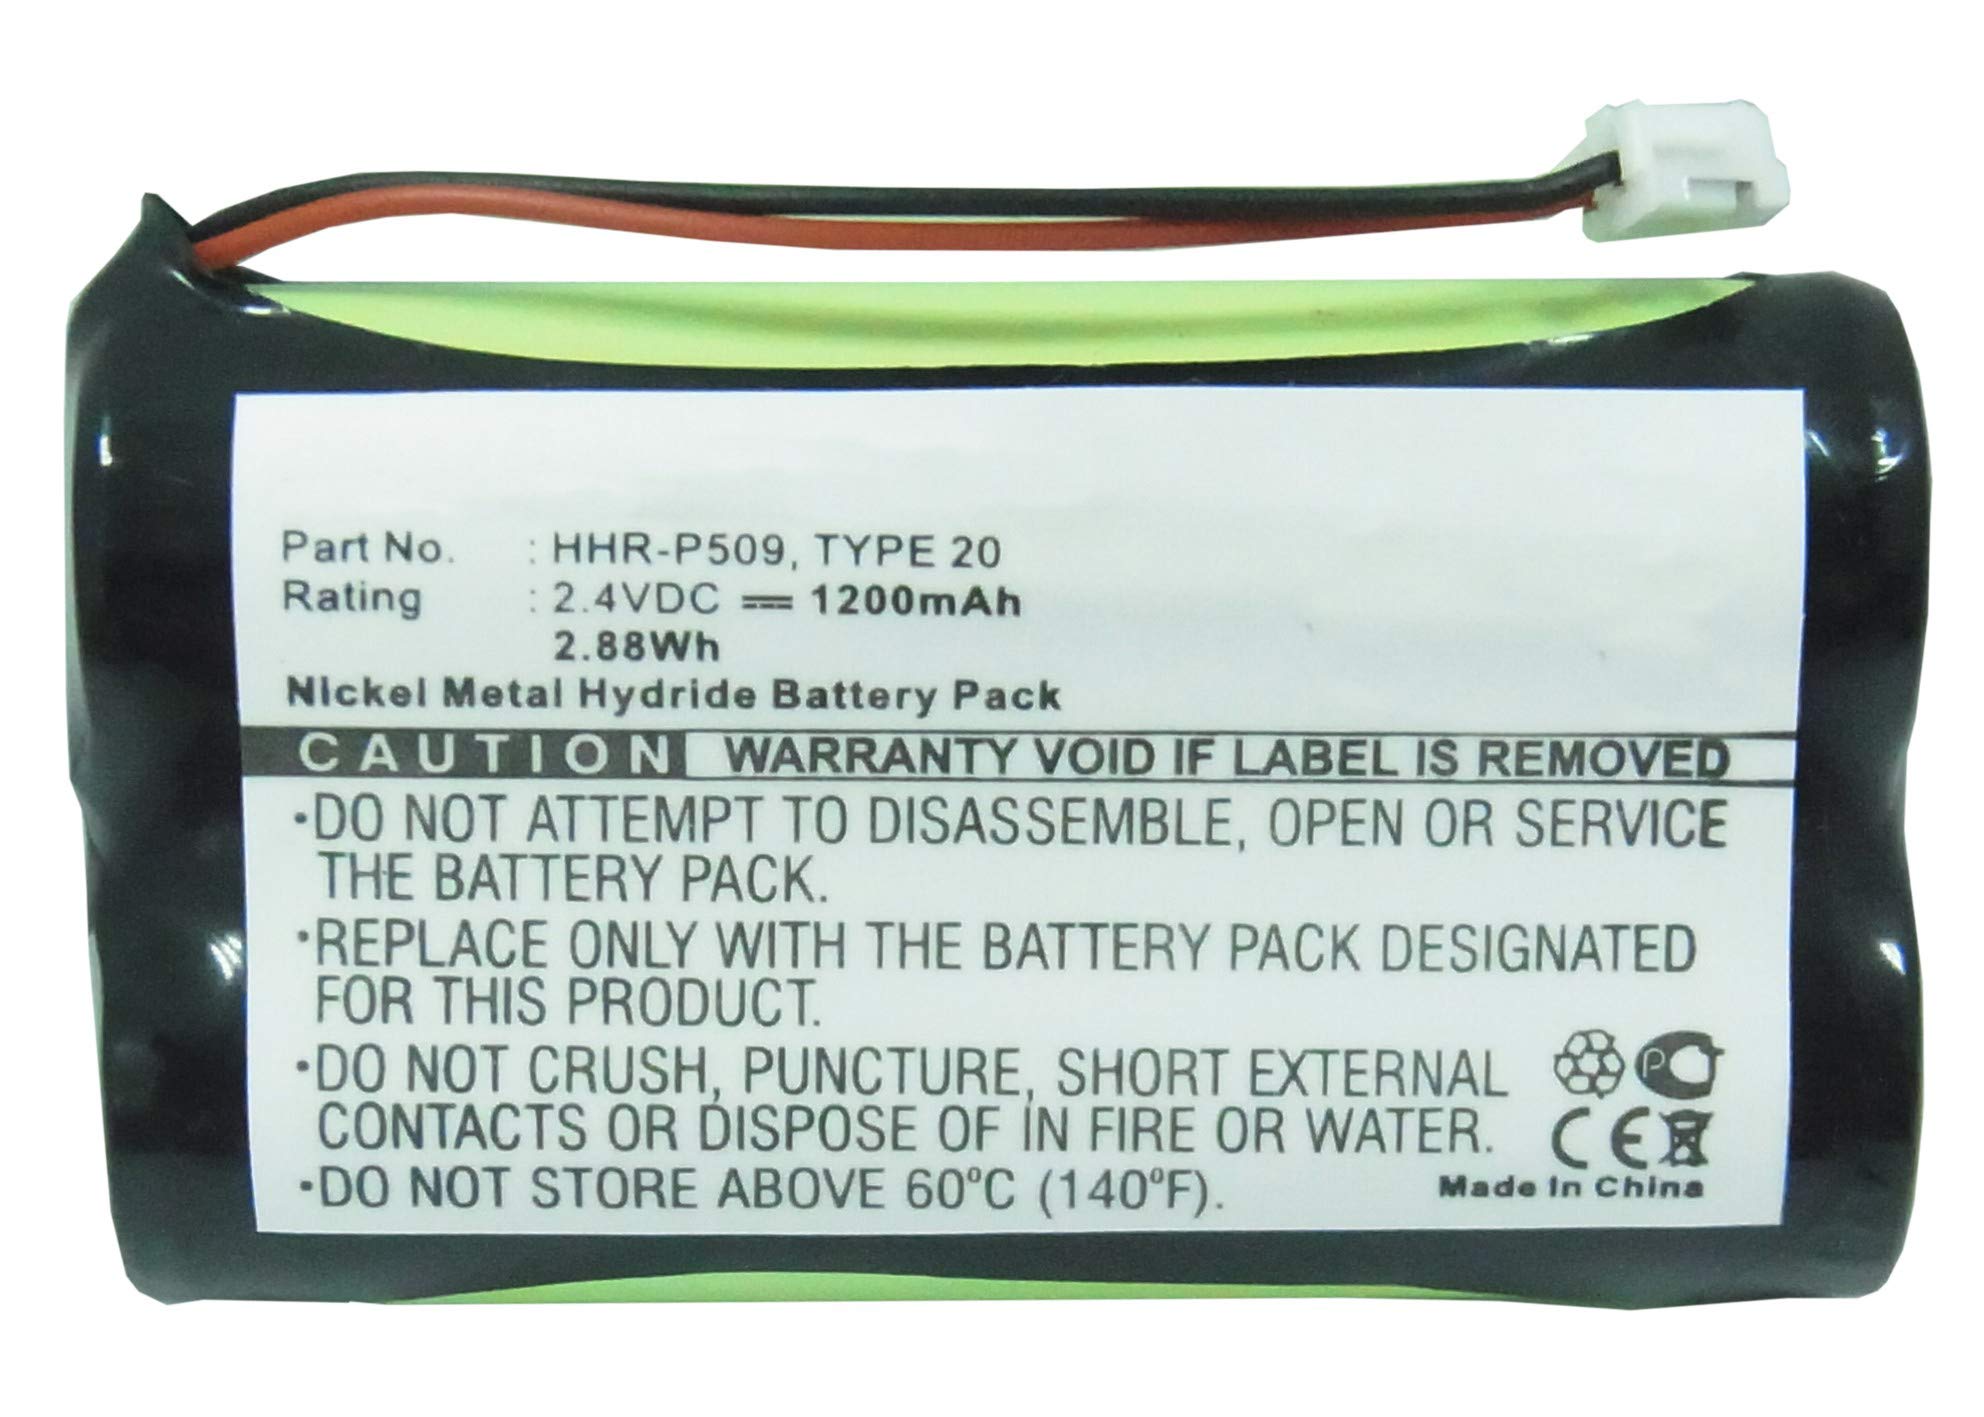 Part No. : HHR-P509, TYPE 20
Rating : 2.4VDC 1200mAh
2.88Wh
Nickel Metal Hydride Battery Pack
CAUTION WARRANTY VOID IF LABEL IS REMOVED
·DO NOT ATTEMPT TO DISASSEMBLE, OPEN OR SERVICE
THE BATTERY PACK.
·REPLACE ONLY WITH THE BATTERY PACK DESIGNATED
FOR THIS PRODUCT.
·DO NOT CRUSH, PUNCTURE, SHORT EXTERNAL
CONTACTS OR DISPOSE OF IN FIRE OR WATER.
·DO NOT STORE ABOVE 60°C (140°F).
CE
Made In China